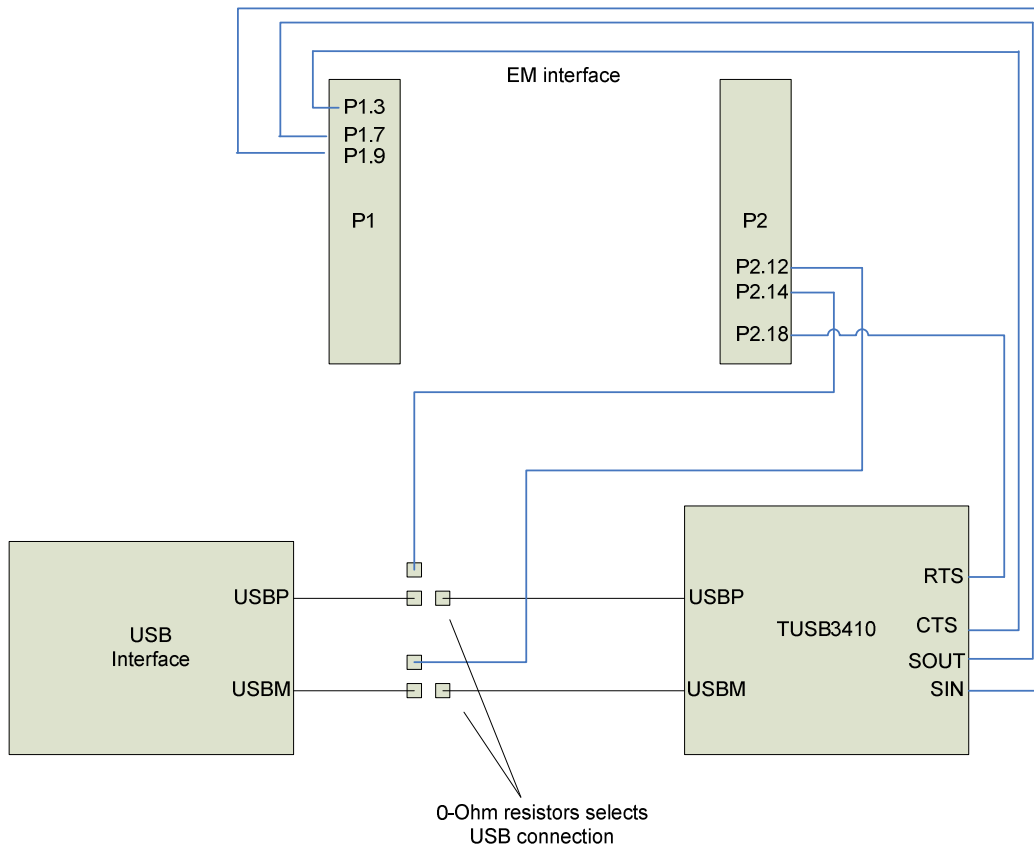 EM interface
P1.3
P1.7
P1.9
P1
P2
P2.12
P2.14
P2.18
USB
Interface
USBP
USBM
USBP
USBM
TUSB3410
RTS
CTS
SOUT
SIN
0-Ohm resistors selects
USB connection